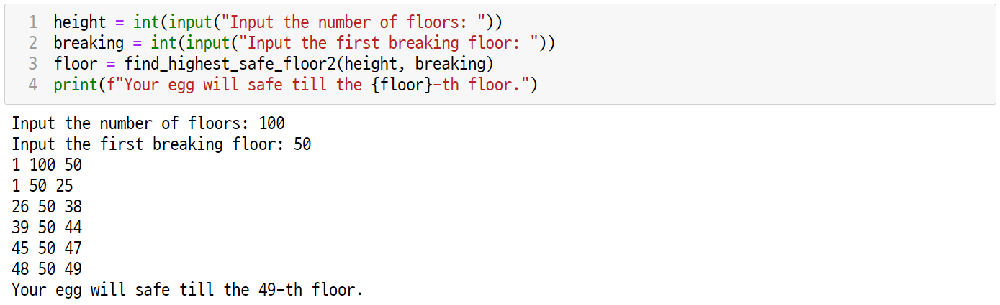 1 height = int(input("Input the number of floors: "))
2 breaking = int(input("Input the first breaking floor: "))
3 floor = find_highest_safe_floor2(height, breaking)
4 print(f"Your egg will safe till the {floor}-th floor.")
Input the number of floors: 100
Input the first breaking floor: 50
1 100 50
1 50 25
26 50 38
39 50 44
45 50 47
48 50 49
Your egg will safe till the 49-th floor.